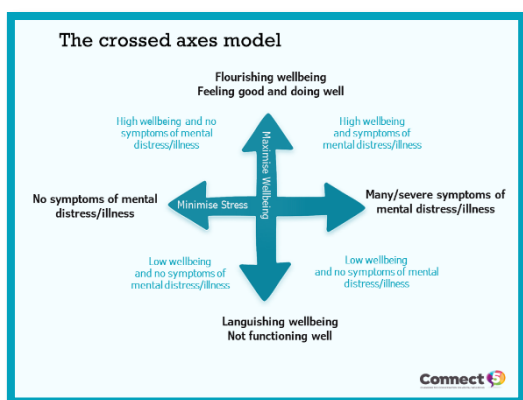 The crossed axes model
Flourishing wellbeing
Feeling good and doing well
High wellbeing and no
symptoms of mental
distress/illness
High wellbeing
and symptoms of
mental distress/illness
Maximise Wellbeing
No symptoms of mental
distress/illness
Minimise Stress
Many/severe symptoms of
mental distress/illness
Low wellbeing
and no symptoms of
mental distress/illness
Low wellbeing
and no symptoms of mental
distress/illness
Languishing wellbeing
Not functioning well
Connect 5